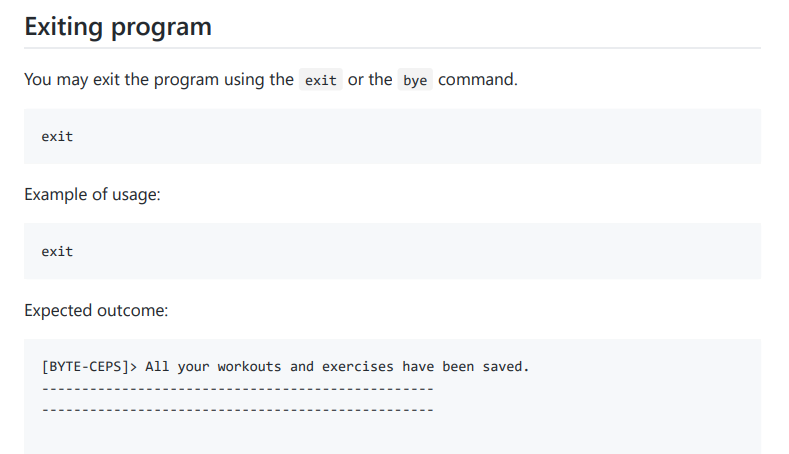 Exiting program
You may exit the program using the exit or the bye command.
exit
Example of usage:
exit
Expected outcome:
[BYTE-CEPS]> All your workouts and exercises have been saved.
-------------------------------------------------
-------------------------------------------------